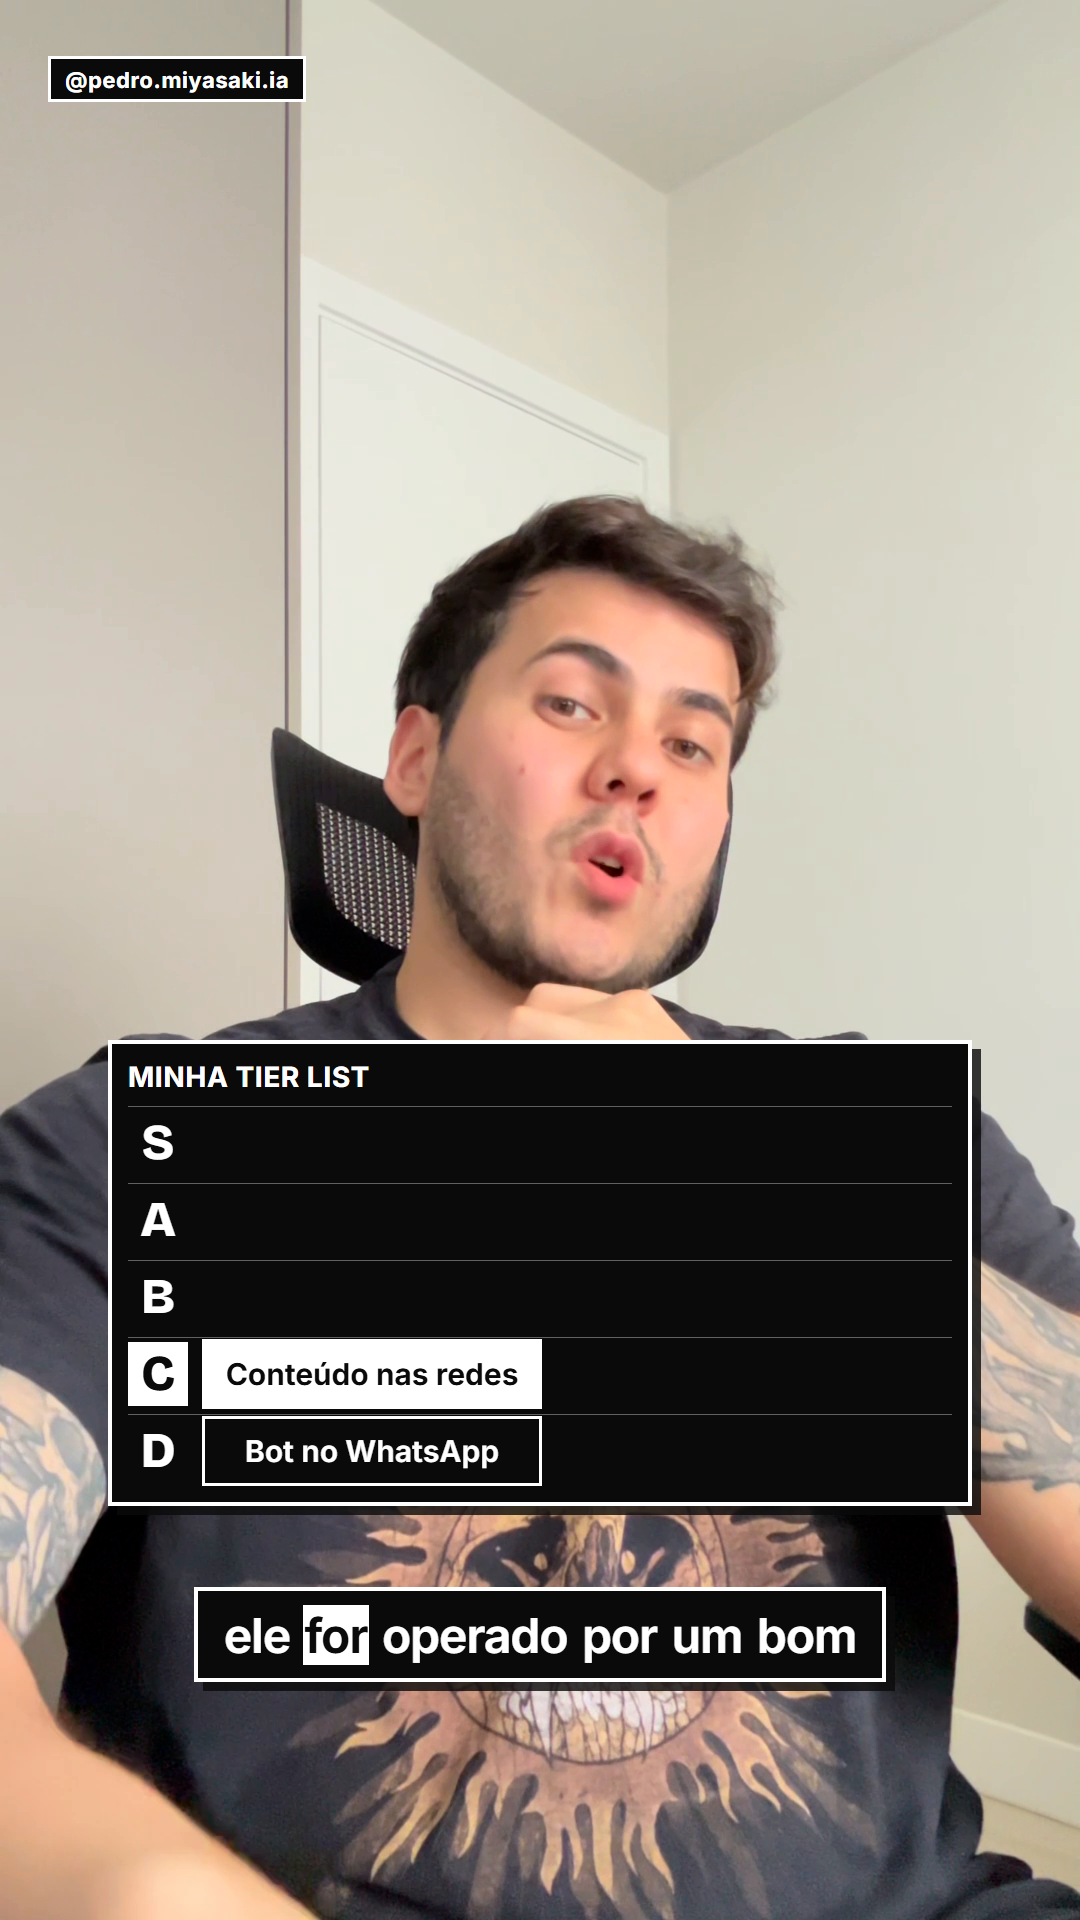 @pedro.miyasaki.ia
MINHA TIER LIST
S
A
B
C Conteúdo nas redes
D Bot no WhatsApp
ele for operado por um bom